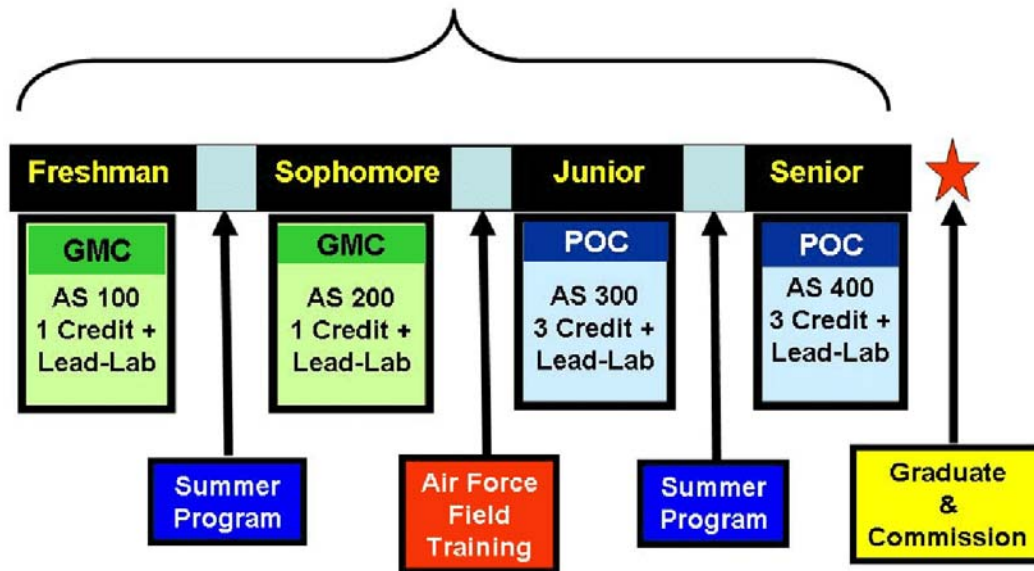 Freshman
Sophomore
Junior
Senior
GMC
AS 100
1 Credit +
Lead-Lab
GMC
AS 200
1 Credit +
Lead-Lab
POC
AS 300
3 Credit +
Lead-Lab
POC
AS 400
3 Credit +
Lead-Lab
Summer
Program
Air Force
Field
Training
Summer
Program
Graduate
&
Commission